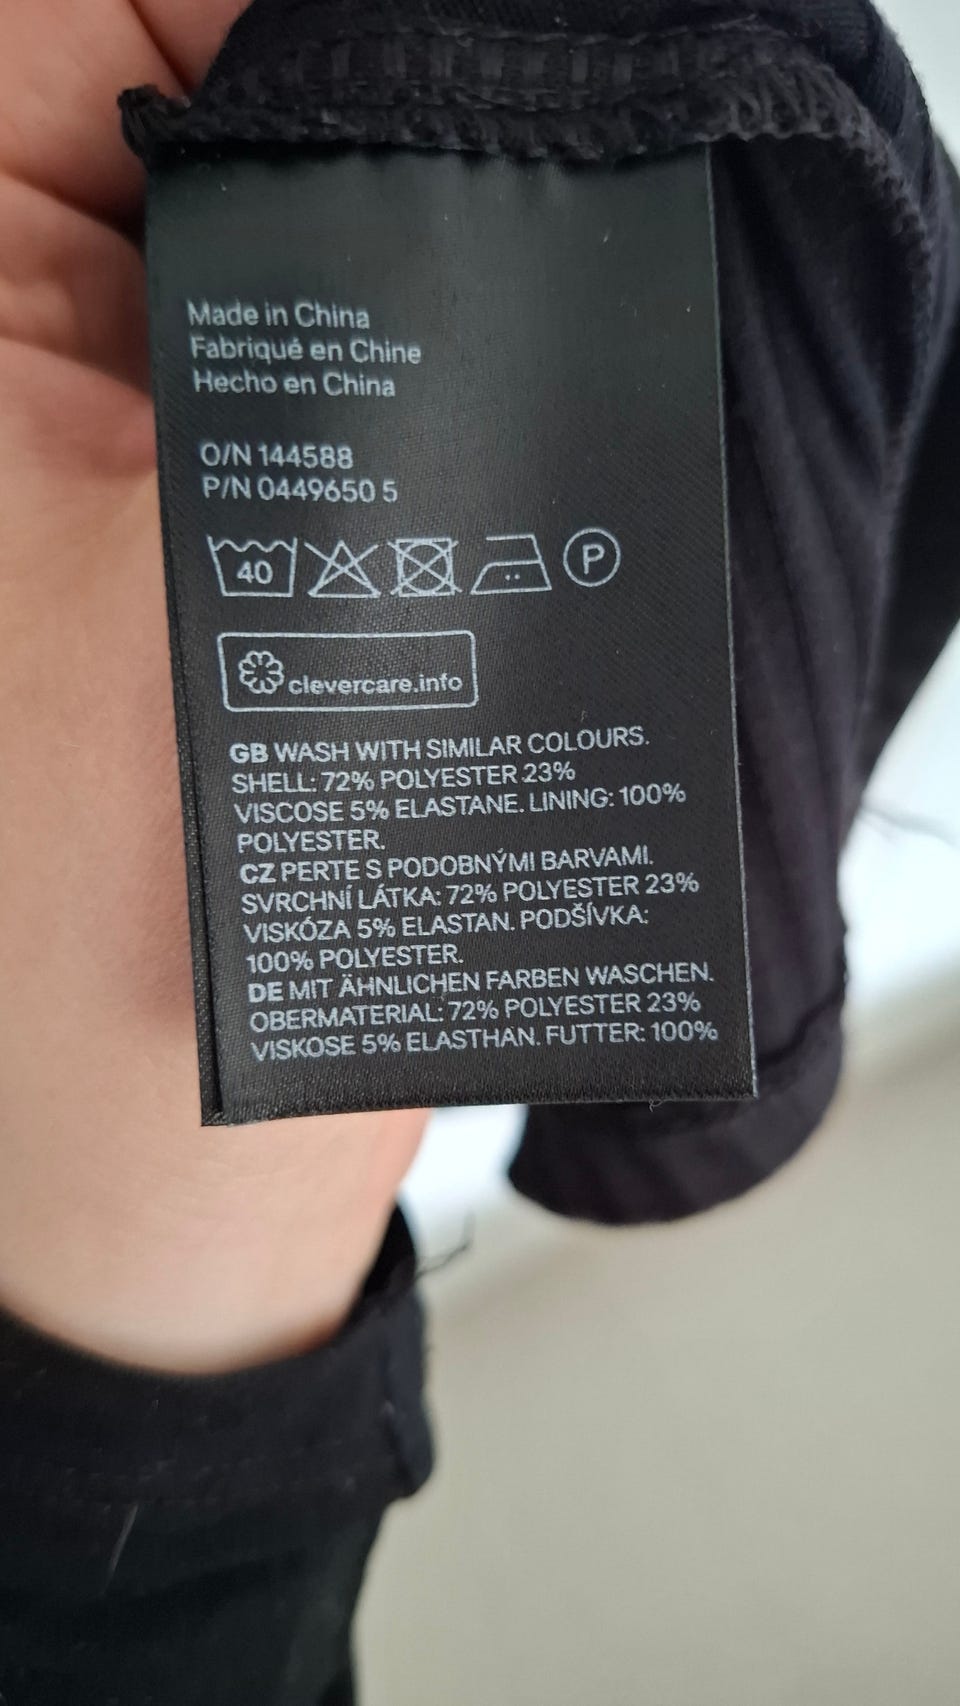 Made in China
Fabriqué en Chine
Hecho en China
O/N 144588
P/N 0449650 5
40 P
clevercare.info
GB WASH WITH SIMILAR COLOURS.
SHELL: 72% POLYESTER 23%
VISCOSE 5% ELASTANE. LINING: 100%
POLYESTER.
CZ PERTE S PODOBNÝMI BARVAMI.
SVRCHNÍ LÁTKA: 72% POLYESTER 23%
VISKÓZA 5% ELASTAN. PODŠÍVKA:
100% POLYESTER.
DE MIT ÄHNLICHEN FARBEN WASCHEN.
OBERMATERIAL: 72% POLYESTER 23%
VISKOSE 5% ELASTHAN. FUTTER: 100%